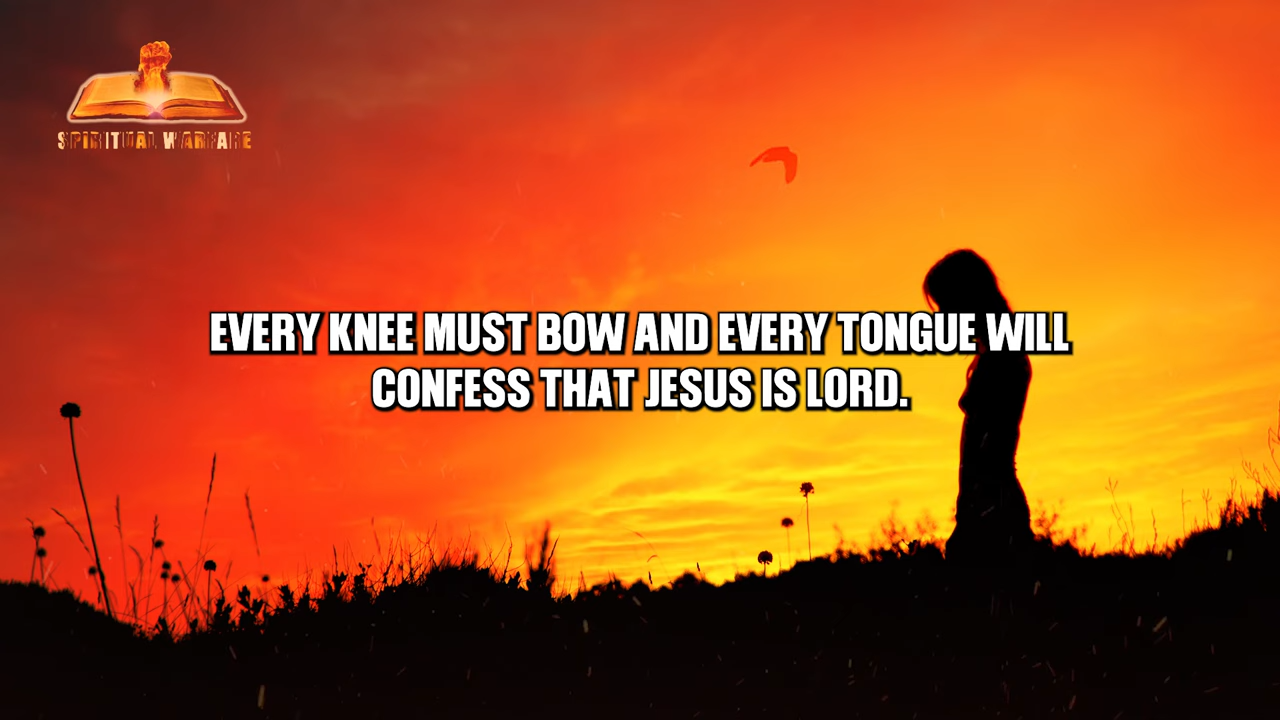 SPIRITUAL WARFARE
EVERY KNEE MUST BOW AND EVERY TONGUE WILL
CONFESS THAT JESUS IS LORD.